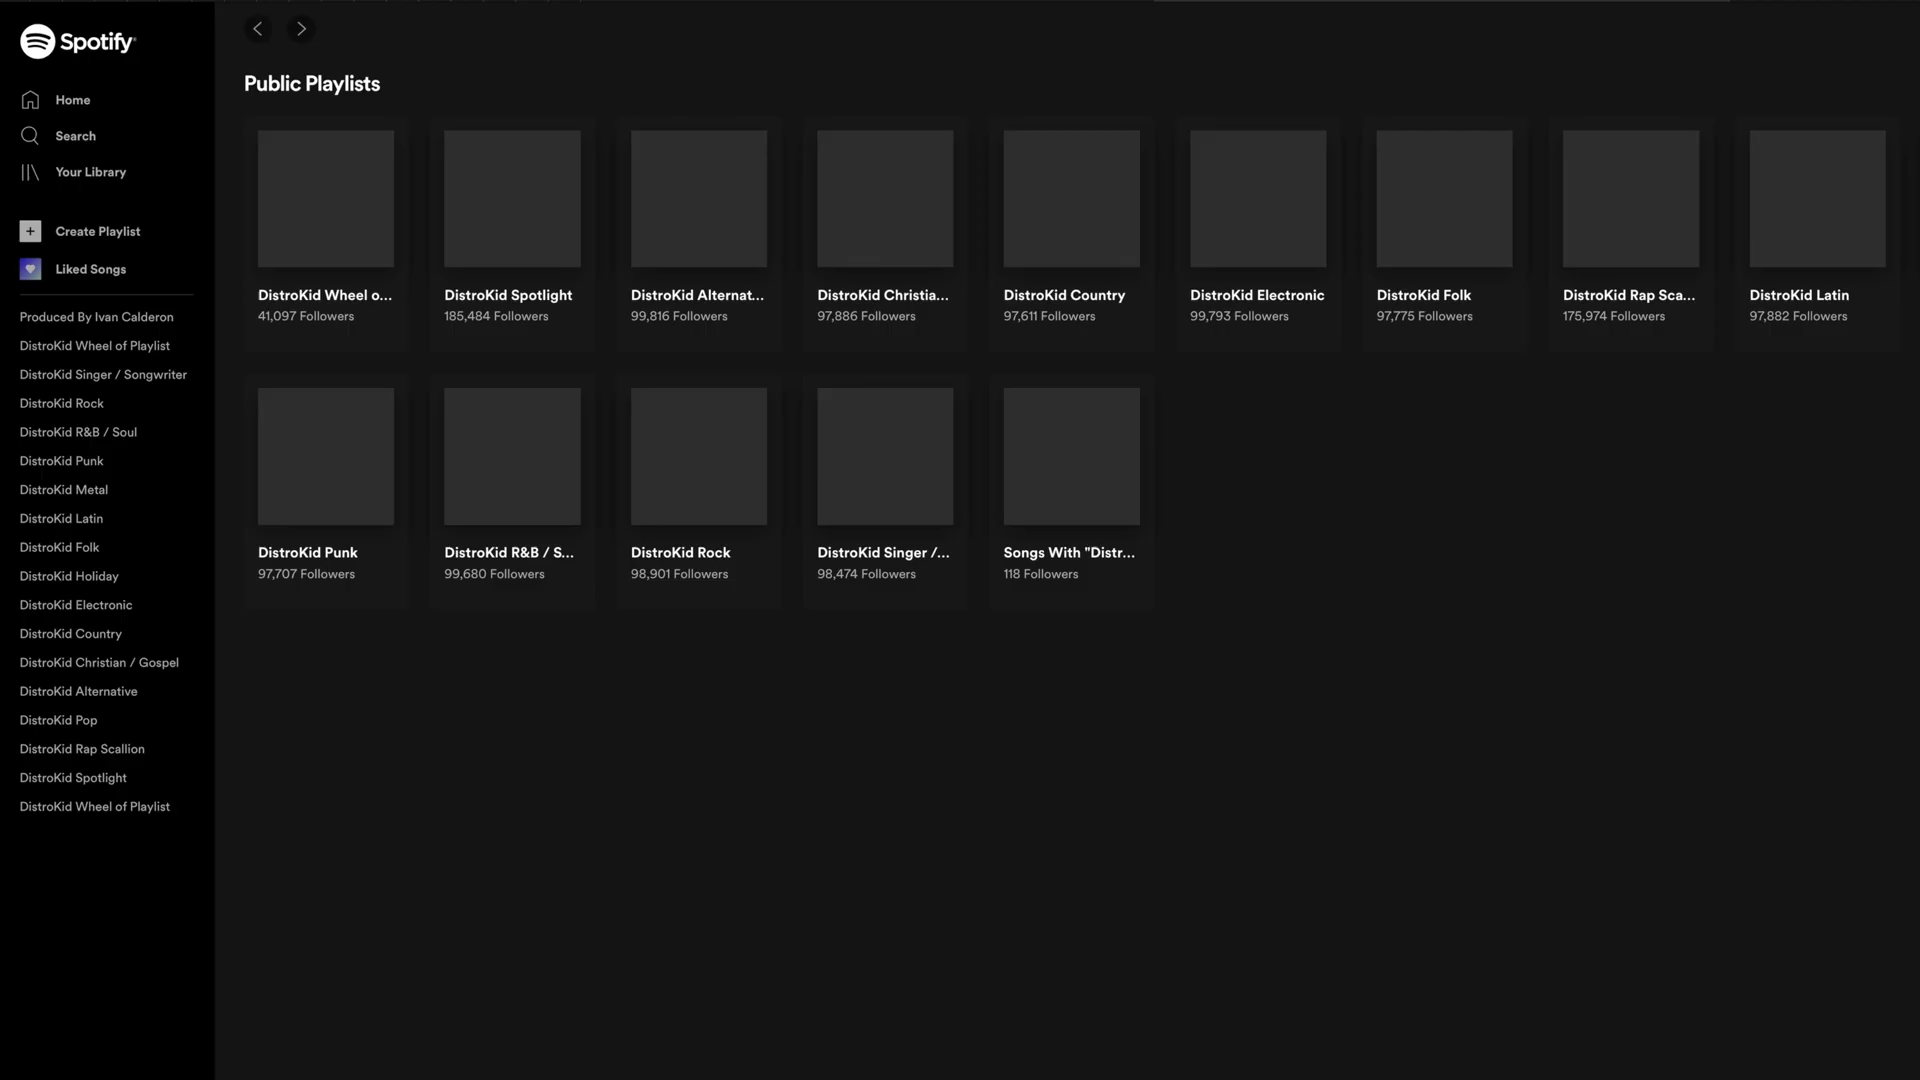 Spotify
Home
Search
Your Library
Create Playlist
Liked Songs
Produced By Ivan Calderon
DistroKid Wheel of Playlist
DistroKid Singer / Songwriter
DistroKid Rock
DistroKid R&B / Soul
DistroKid Punk
DistroKid Metal
DistroKid Latin
DistroKid Folk
DistroKid Holiday
DistroKid Electronic
DistroKid Country
DistroKid Christian / Gospel
DistroKid Alternative
DistroKid Pop
DistroKid Rap Scallion
DistroKid Spotlight
DistroKid Wheel of Playlist
Public Playlists
DistroKid Wheel o...
41,097 Followers
DistroKid Spotlight
185,484 Followers
DistroKid Alternat...
99,816 Followers
DistroKid Christia...
97,886 Followers
DistroKid Country
97,611 Followers
DistroKid Electronic
99,793 Followers
DistroKid Folk
97,775 Followers
DistroKid Rap Sca...
175,974 Followers
DistroKid Latin
97,882 Followers
DistroKid Punk
97,707 Followers
DistroKid R&B / S...
99,680 Followers
DistroKid Rock
98,901 Followers
DistroKid Singer /...
98,474 Followers
Songs With "Distr...
118 Followers